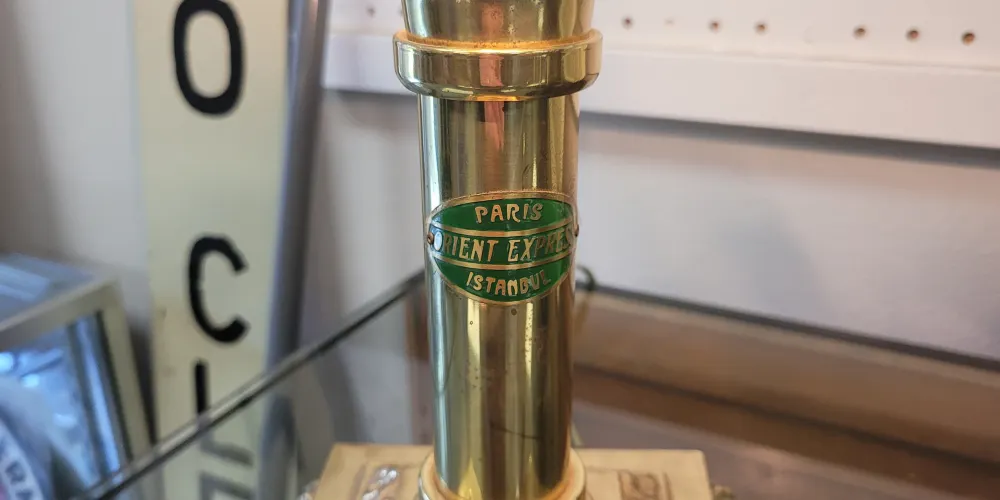 PARIS
ORIENT EXPRESS
ISTANBUL
O
C